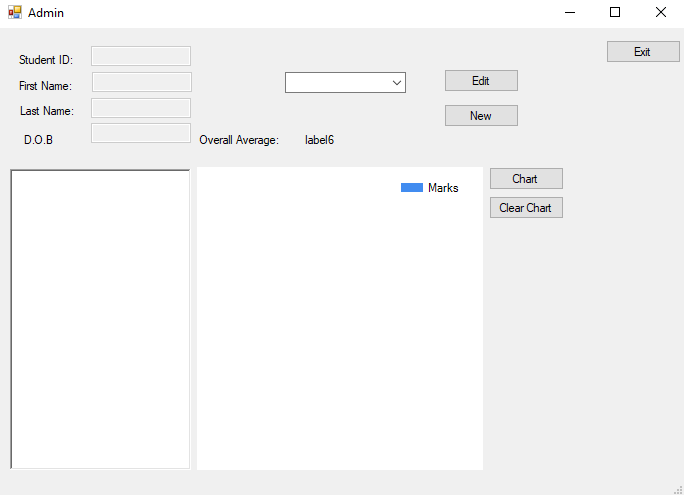 Admin
Exit
Student ID:
First Name:
Edit
Last Name:
New
D.O.B
Overall Average: label6
Marks
Chart
Clear Chart